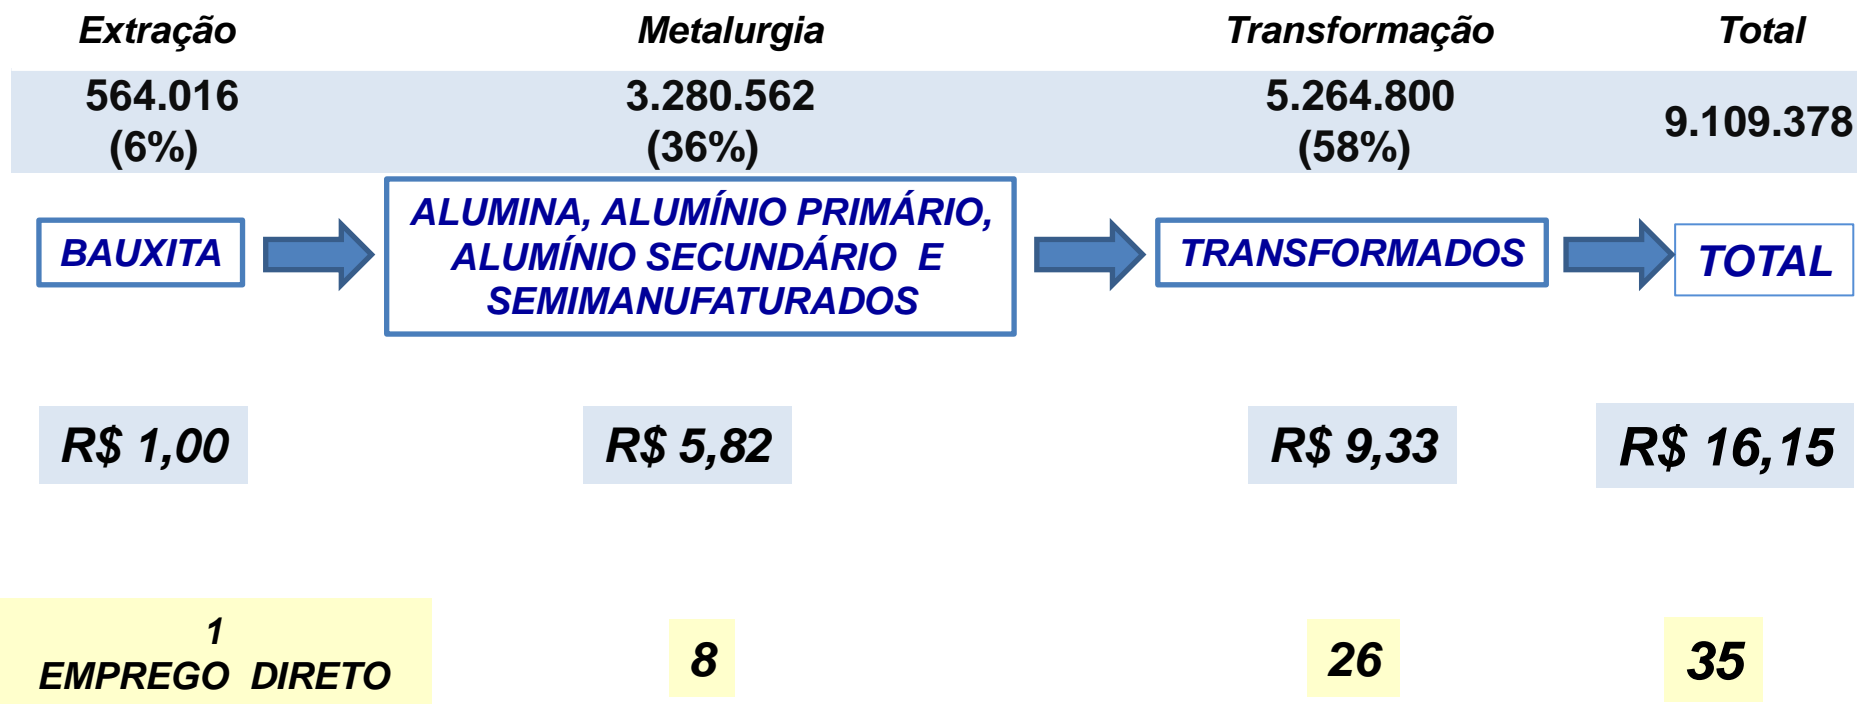 Extração
Metalurgia
Transformação
Total
564.016
(6%)
3.280.562
(36%)
5.264.800
(58%)
9.109.378
BAUXITA
ALUMINA, ALUMÍNIO PRIMÁRIO,
ALUMÍNIO SECUNDÁRIO E
SEMIMANUFATURADOS
TRANSFORMADOS
TOTAL
R$ 1,00
R$ 5,82
R$ 9,33
R$ 16,15
1
EMPREGO DIRETO
8
26
35